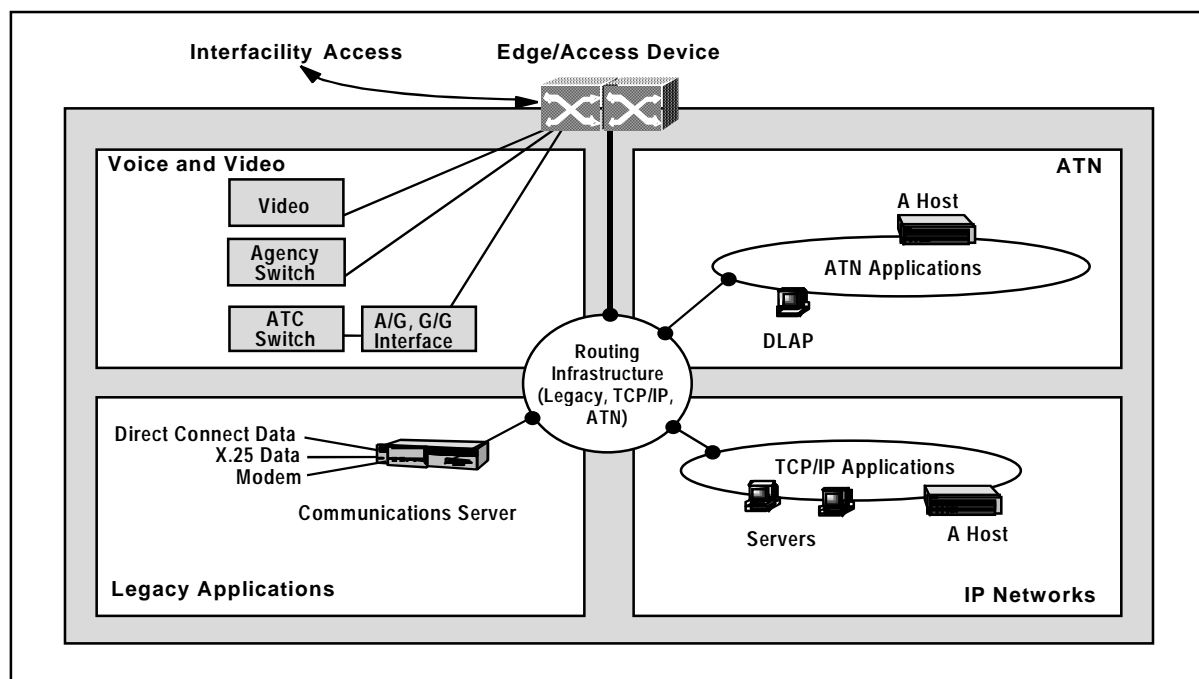 Interfacility Access
Edge/Access Device
Voice and Video
Video
Agency
Switch
ATC
Switch
A/G, G/G
Interface
ATN
A Host
ATN Applications
DLAP
Routing
Infrastructure
(Legacy, TCP/IP,
ATN)
Direct Connect Data
X.25 Data
Modem
Communications Server
Legacy Applications
TCP/IP Applications
Servers
A Host
IP Networks